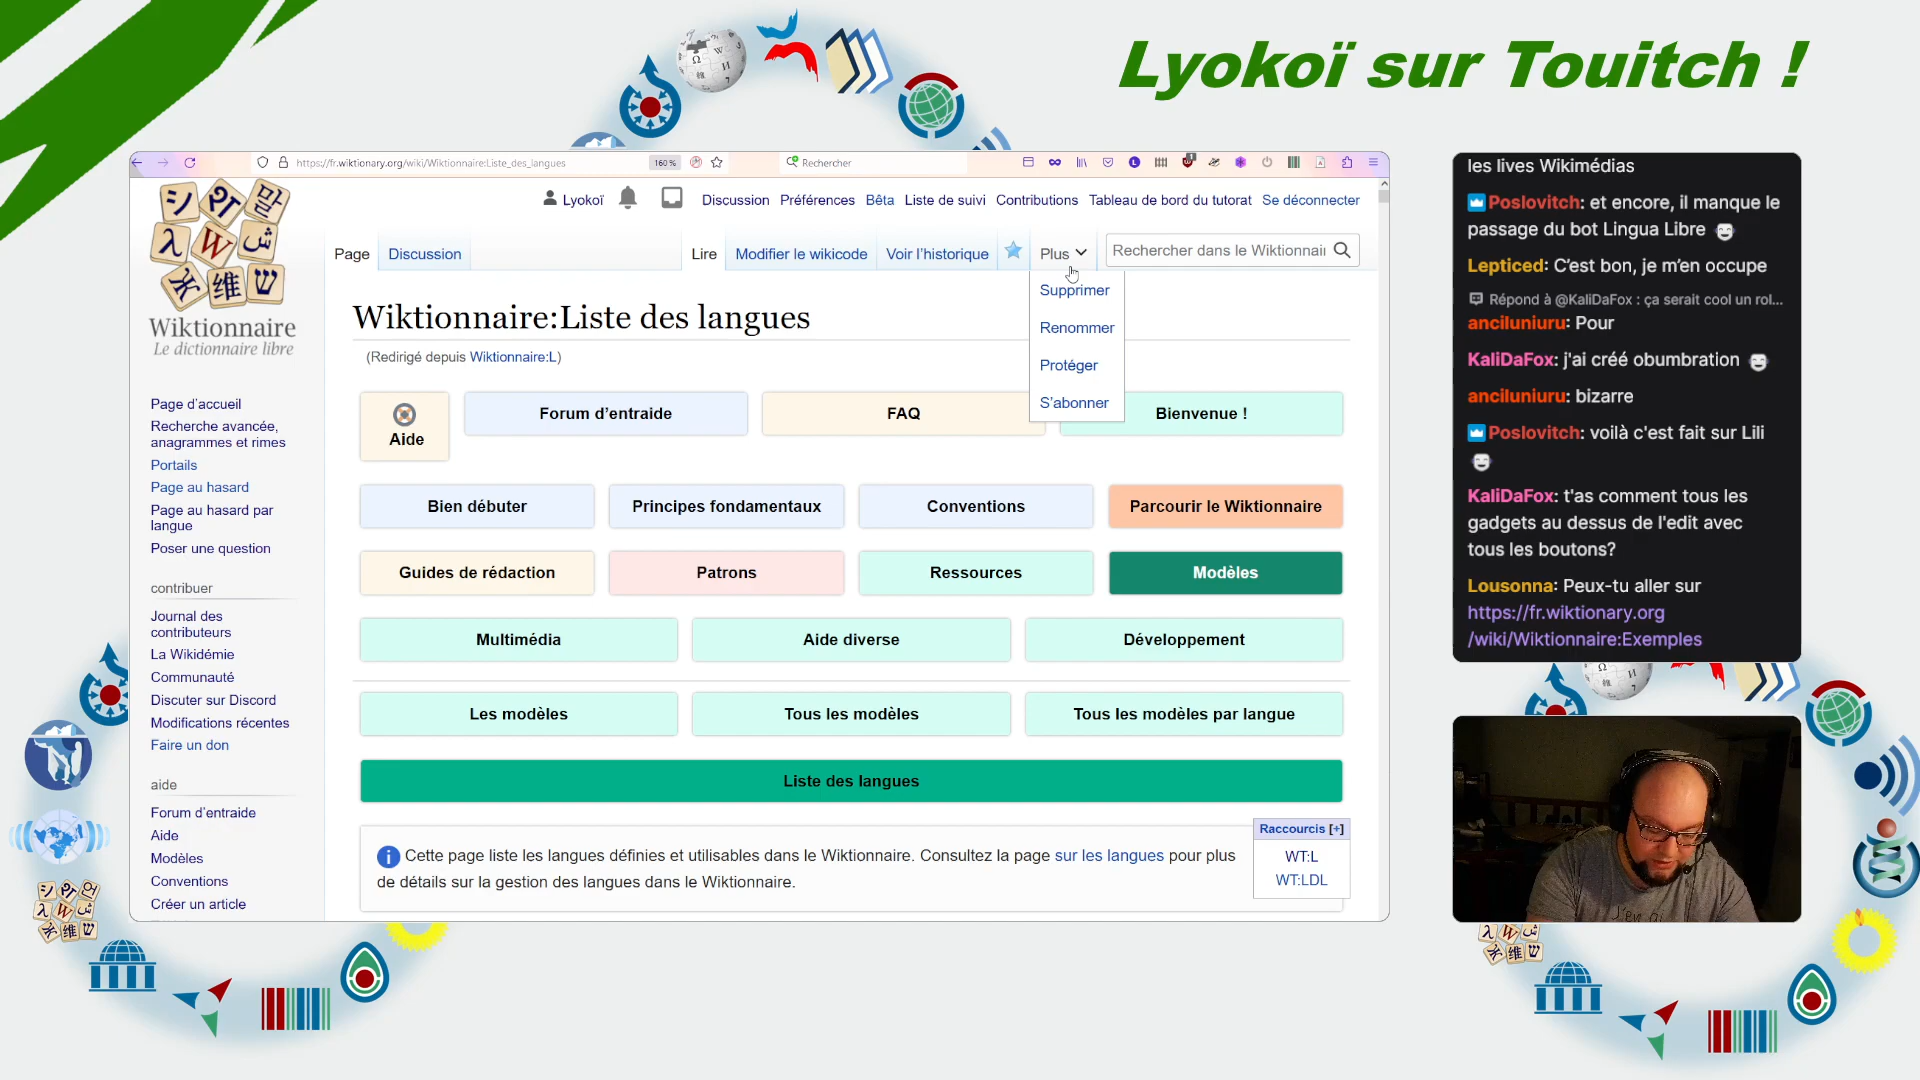 Lyokoï sur Touitch !
https://fr.wiktionary.org/wiki/Wiktionnaire:Liste_des_langues
160 %
Rechercher
Lyokoï
Discussion
Préférences
Bêta
Liste de suivi
Contributions
Tableau de bord du tutorat
Se déconnecter
Page
Discussion
Lire
Modifier le wikicode
Voir l’historique
Plus
Rechercher dans le Wiktionnai
Supprimer
Renommer
Protéger
S’abonner
Wiktionnaire
Le dictionnaire libre
Page d’accueil
Recherche avancée,
anagrammes et rimes
Portails
Page au hasard
Page au hasard par
langue
Poser une question
contribuer
Journal des
contributeurs
La Wikidémie
Communauté
Discuter sur Discord
Modifications récentes
Faire un don
aide
Forum d’entraide
Aide
Modèles
Conventions
Créer un article
Wiktionnaire:Liste des langues
(Redirigé depuis Wiktionnaire:L)
Aide
Forum d’entraide
FAQ
Bienvenue !
Bien débuter
Principes fondamentaux
Conventions
Parcourir le Wiktionnaire
Guides de rédaction
Patrons
Ressources
Modèles
Multimédia
Aide diverse
Développement
Les modèles
Tous les modèles
Tous les modèles par langue
Liste des langues
Cette page liste les langues définies et utilisables dans le Wiktionnaire. Consultez la page sur les langues pour plus
de détails sur la gestion des langues dans le Wiktionnaire.
Raccourcis [+]
WT:L
WT:LDL
les lives Wikimédias
Poslovitch: et encore, il manque le
passage du bot Lingua Libre
Lepticed: C’est bon, je m’en occupe
Répond à @KaliDaFox : ça serait cool un rol...
anciluniuru: Pour
KaliDaFox: j'ai créé obumbration
anciluniuru: bizarre
Poslovitch: voilà c'est fait sur Lili
KaliDaFox: t'as comment tous les
gadgets au dessus de l'edit avec
tous les boutons?
Lousonna: Peux-tu aller sur
https://fr.wiktionary.org
/wiki/Wiktionnaire:Exemples